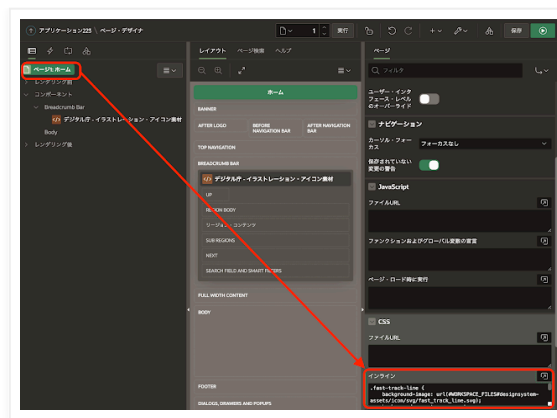 アプリケーション225 \ ページ・デザイナ
1
実行
保存
ページ1: ホーム
レンダリング前
コンポーネント
Breadcrumb Bar
デジタル庁 - イラストレーション・アイコン素材
Body
レンダリング後
レイアウト ページ検索 ヘルプ
ホーム
BANNER
AFTER LOGO
BEFORE NAVIGATION BAR
AFTER NAVIGATION BAR
TOP NAVIGATION
BREADCRUMB BAR
デジタル庁 - イラストレーション・アイコン素材
UP
REGION BODY
リージョン・コンテンツ
SUB REGIONS
NEXT
SEARCH FIELD AND SMART FILTERS
FULL WIDTH CONTENT
BODY
FOOTER
DIALOGS, DRAWERS AND POPUPS
ページ
フィルタ
ユーザー・インタ
フェース・レベル
のオーバーライド
ナビゲーション
カーソル・フォー
カス
フォーカスなし
保存されていない
変更の警告
JavaScript
ファイルURL
ファンクションおよびグローバル変数の宣言
ページ・ロード時に実行
CSS
ファイルURL
インライン
.fast-track-line {
background-image: url(#WORKSPACE_FILES#designsystem-
assets/icom/svg/fast_track_line.svg);